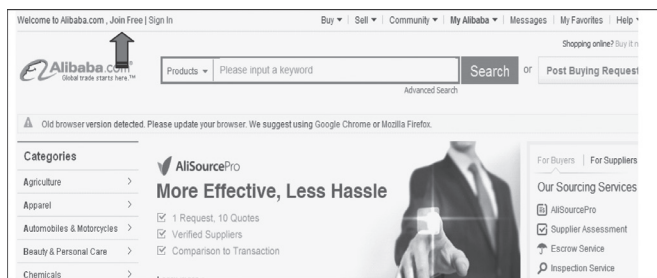 Welcome to Alibaba.com , Join Free | Sign In
Buy | Sell | Community | My Alibaba | Messages | My Favorites | Help
Shopping online? Buy it n
Alibaba.com
Global trade starts here.™
Products
Please input a keyword
Search
or
Post Buying Request
Advanced Search
Old browser version detected. Please update your browser. We suggest using Google Chrome or Mozilla Firefox.
Categories
Agriculture >
Apparel >
Automobiles & Motorcycles >
Beauty & Personal Care >
Chemicals >
AliSourcePro
More Effective, Less Hassle
1 Request, 10 Quotes
Verified Suppliers
Comparison to Transaction
For Buyers | For Suppliers
Our Sourcing Services
AliSourcePro
Supplier Assessment
Escrow Service
Inspection Service